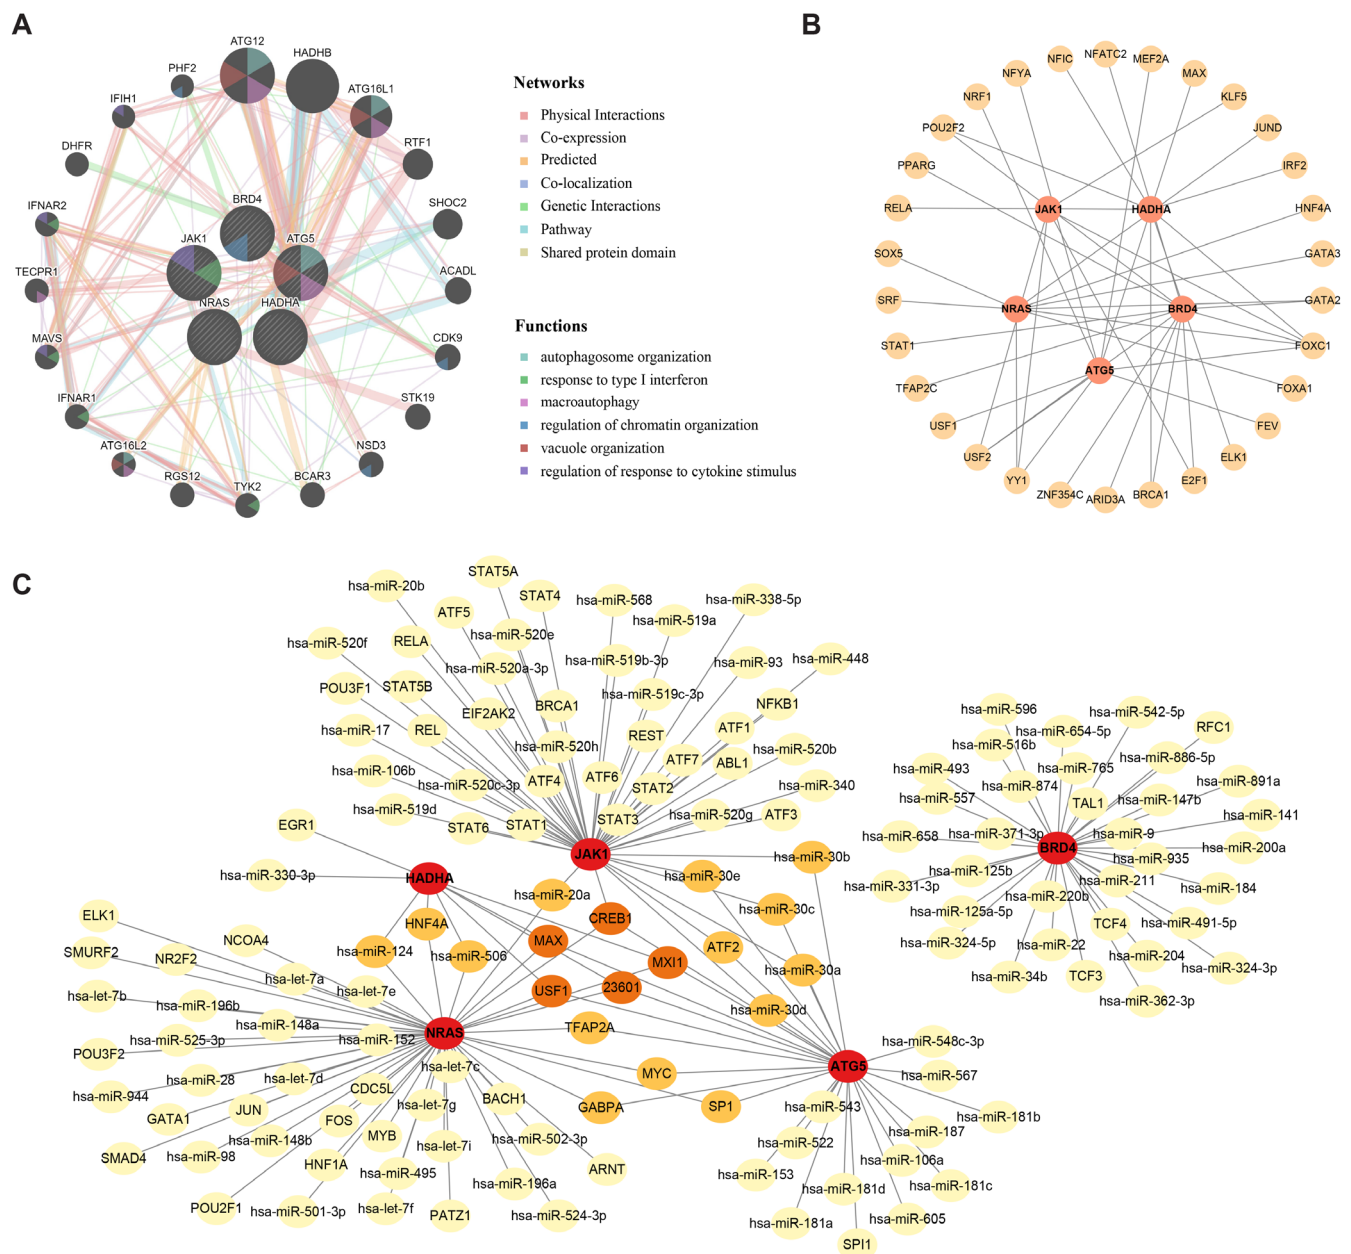 A
ATG12
HADHB
PHF2
ATG16L1
IFIH1
RTF1
DHFR
SHOC2
BRD4
IFNAR2
JAK1
ATG5
TECPR1
ACADL
NRAS
HADHA
MAVS
CDK9
IFNAR1
STK19
ATG16L2
NSD3
RGS12
TYK2
BCAR3
Networks
Physical Interactions
Co-expression
Predicted
Co-localization
Genetic Interactions
Pathway
Shared protein domain
Functions
autophagosome organization
response to type I interferon
macroautophagy
regulation of chromatin organization
vacuole organization
regulation of response to cytokine stimulus
B
NFATC2
NFIC
MEF2A
NFYA
MAX
NRF1
KLF5
POU2F2
JUND
PPARG
IRF2
RELA
JAK1
HADHA
HNF4A
SOX5
GATA3
SRF
NRAS
BRD4
GATA2
STAT1
FOXC1
ATG5
TFAP2C
FOXA1
USF1
FEV
USF2
ELK1
YY1
E2F1
ZNF354C
ARID3A
BRCA1
C
STAT5A
hsa-miR-20b
STAT4
hsa-miR-568
hsa-miR-338-5p
ATF5
hsa-miR-519a
hsa-miR-520f
RELA
hsa-miR-520e
hsa-miR-520a-3p
hsa-miR-519b-3p
hsa-miR-93
hsa-miR-448
POU3F1
STAT5B
hsa-miR-519c-3p
EIF2AK2
BRCA1
NFKB1
hsa-miR-17
REL
REST
ATF1
hsa-miR-520h
hsa-miR-520b
hsa-miR-106b
ATF7
ABL1
hsa-miR-520c-3p
ATF4
ATF6
STAT2
hsa-miR-340
hsa-miR-519d
STAT6
STAT1
STAT3
hsa-miR-520g
ATF3
EGR1
JAK1
hsa-miR-30b
hsa-miR-330-3p
HADHA
hsa-miR-30e
hsa-miR-20a
hsa-miR-30c
ELK1
HNF4A
CREB1
NCOA4
MAX
ATF2
SMURF2
NR2F2
hsa-miR-124
hsa-miR-506
MXI1
hsa-miR-30a
hsa-let-7a
hsa-let-7e
USF1
23601
hsa-let-7b
hsa-miR-196b
hsa-miR-30d
hsa-miR-148a
NRAS
TFAP2A
POU3F2
hsa-miR-525-3p
hsa-miR-152
hsa-let-7c
ATG5
hsa-miR-548c-3p
hsa-miR-567
MYC
hsa-miR-28
hsa-let-7d
hsa-miR-944
CDC5L
BACH1
GABPA
SP1
hsa-miR-543
hsa-miR-181b
GATA1
JUN
FOS
hsa-let-7g
hsa-miR-187
MYB
hsa-miR-148b
hsa-let-7i
hsa-miR-502-3p
hsa-miR-522
SMAD4
hsa-miR-98
HNF1A
hsa-miR-495
ARNT
hsa-miR-153
hsa-miR-106a
hsa-miR-196a
hsa-miR-181d
hsa-miR-181c
POU2F1
hsa-miR-501-3p
hsa-let-7f
PATZ1
hsa-miR-524-3p
hsa-miR-181a
hsa-miR-605
SPI1
hsa-miR-596
hsa-miR-542-5p
hsa-miR-654-5p
RFC1
hsa-miR-516b
hsa-miR-886-5p
hsa-miR-493
hsa-miR-765
hsa-miR-891a
hsa-miR-874
hsa-miR-557
TAL1
hsa-miR-147b
hsa-miR-141
hsa-miR-658
hsa-miR-371-3p
hsa-miR-9
BRD4
hsa-miR-200a
hsa-miR-935
hsa-miR-125b
hsa-miR-211
hsa-miR-331-3p
hsa-miR-184
hsa-miR-220b
hsa-miR-125a-5p
TCF4
hsa-miR-491-5p
hsa-miR-324-5p
hsa-miR-22
hsa-miR-204
hsa-miR-34b
TCF3
hsa-miR-324-3p
hsa-miR-362-3p